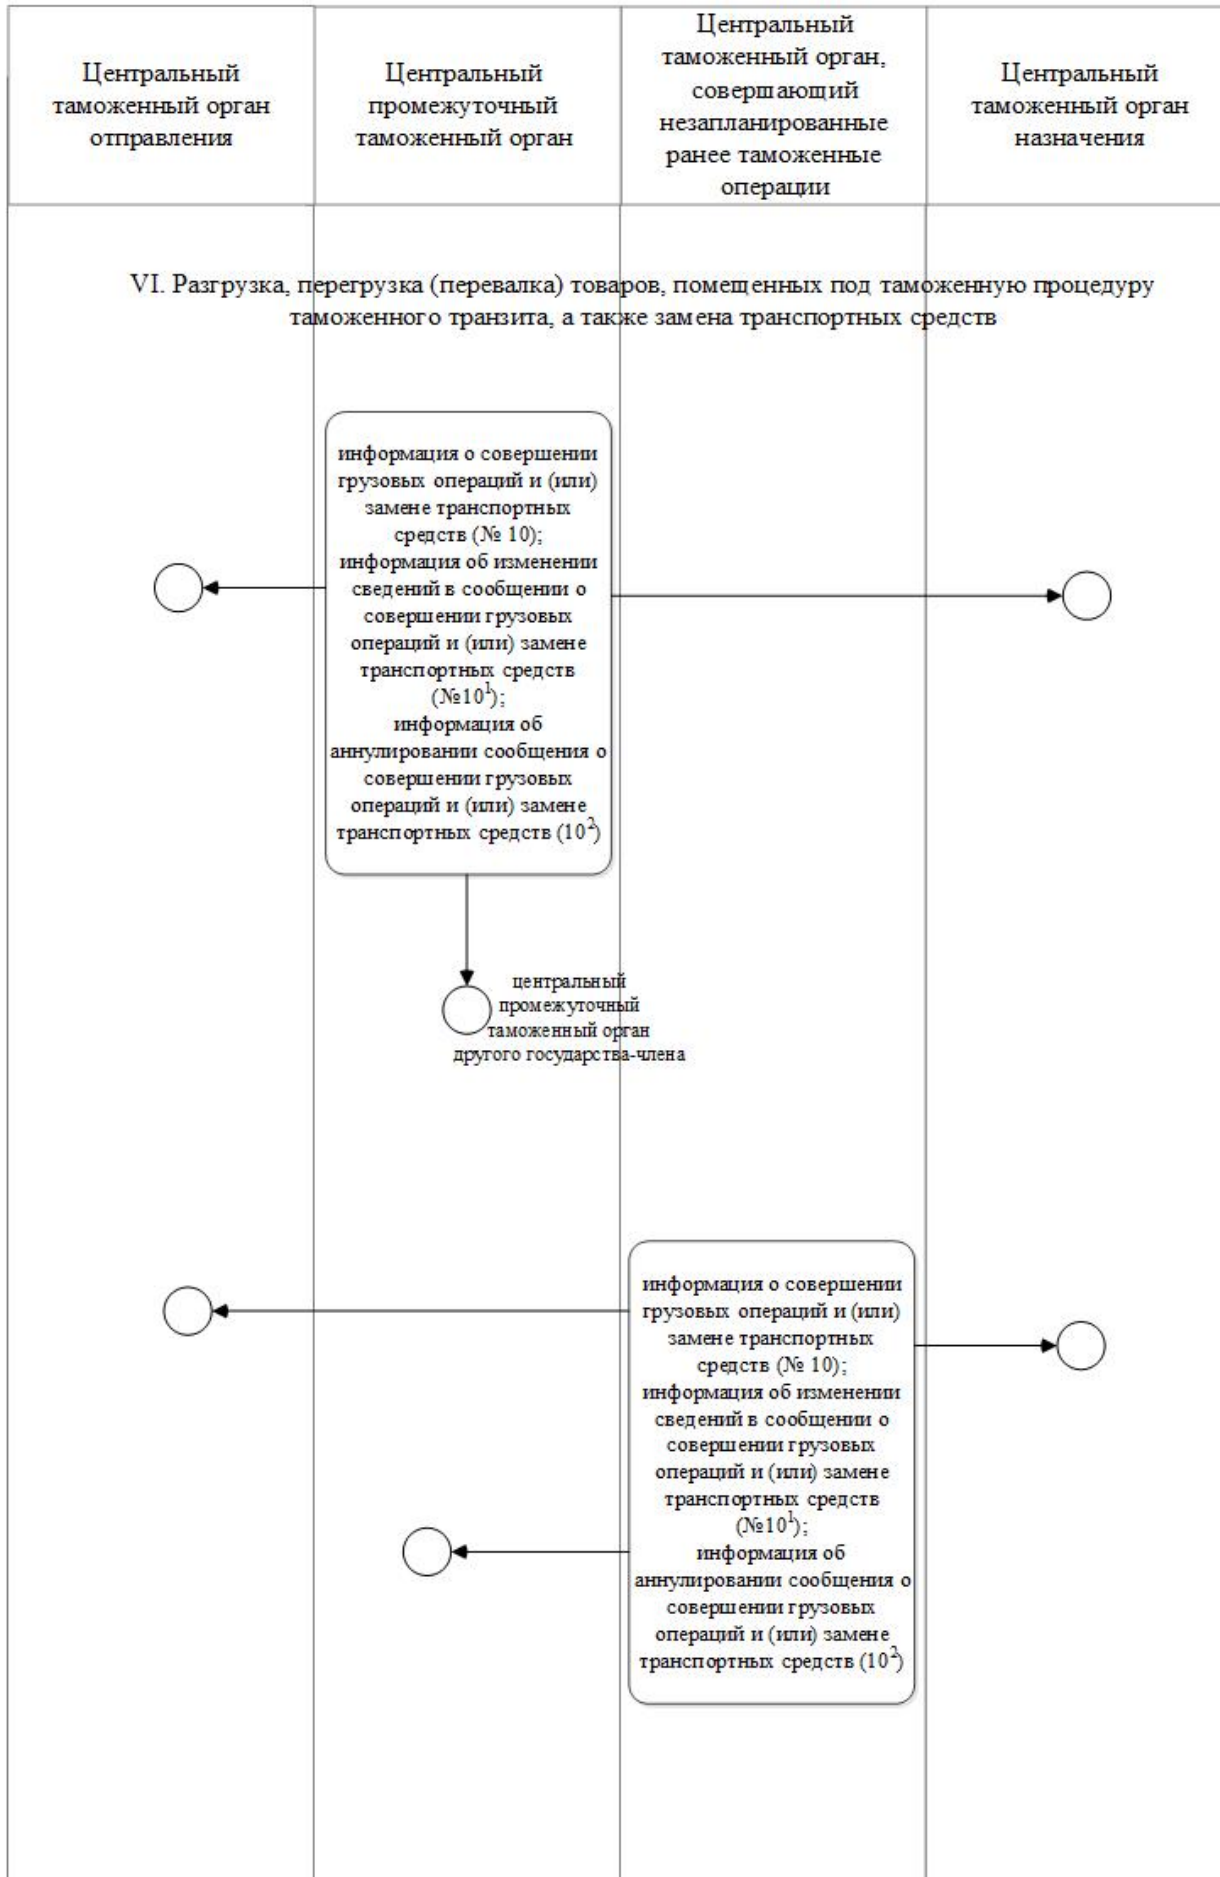 Центральный
таможенный орган
отправления
Центральный
промежуточный
таможенный орган
Центральный
таможенный орган,
совершающий
незапланированные
ранее таможенные
операции
Центральный
таможенный орган
назначения
VI. Разгрузка, перегрузка (перевалка) товаров, помещенных под таможенную процедуру
таможенного транзита, а также замена транспортных средств
информация о совершении
грузовых операций и (или)
замене транспортных
средств (№ 10);
информация об изменении
сведений в сообщении о
совершении грузовых
операций и (или) замене
транспортных средств
(№10¹);
информация об
аннулировании сообщения о
совершении грузовых
операций и (или) замене
транспортных средств (10²)
центральный
промежуточный
таможенный орган
другого государства-члена
информация о совершении
грузовых операций и (или)
замене транспортных
средств (№ 10);
информация об изменении
сведений в сообщении о
совершении грузовых
операций и (или) замене
транспортных средств
(№10¹);
информация об
аннулировании сообщения о
совершении грузовых
операций и (или) замене
транспортных средств (10²)